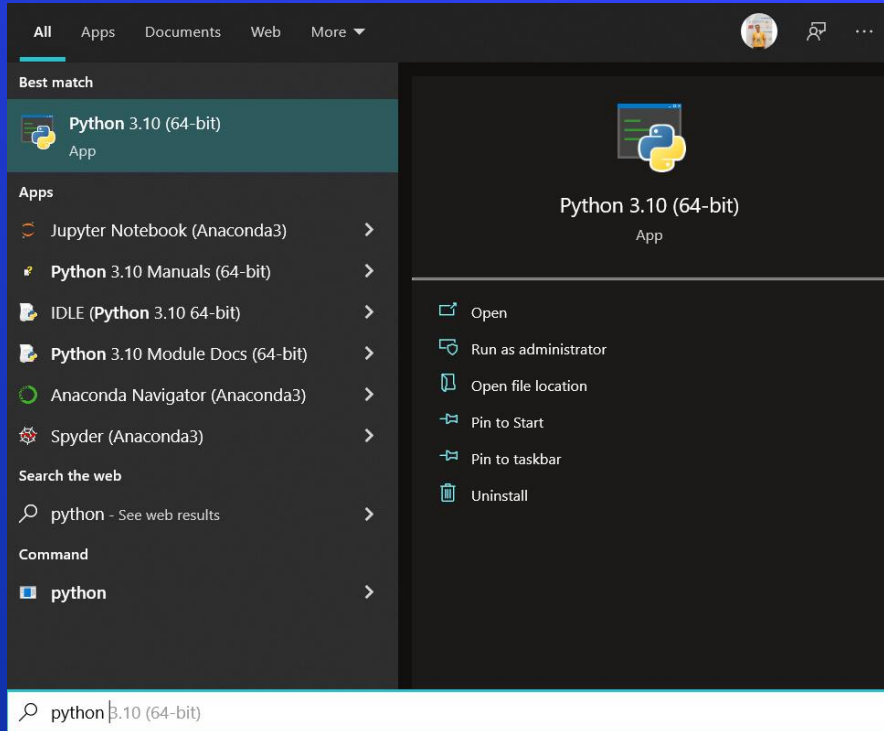 All Apps Documents Web More
Best match
Python 3.10 (64-bit)
App
Apps
Jupyter Notebook (Anaconda3)
Python 3.10 Manuals (64-bit)
IDLE (Python 3.10 64-bit)
Python 3.10 Module Docs (64-bit)
Anaconda Navigator (Anaconda3)
Spyder (Anaconda3)
Search the web
python - See web results
Command
python
Python 3.10 (64-bit)
App
Open
Run as administrator
Open file location
Pin to Start
Pin to taskbar
Uninstall
python 3.10 (64-bit)